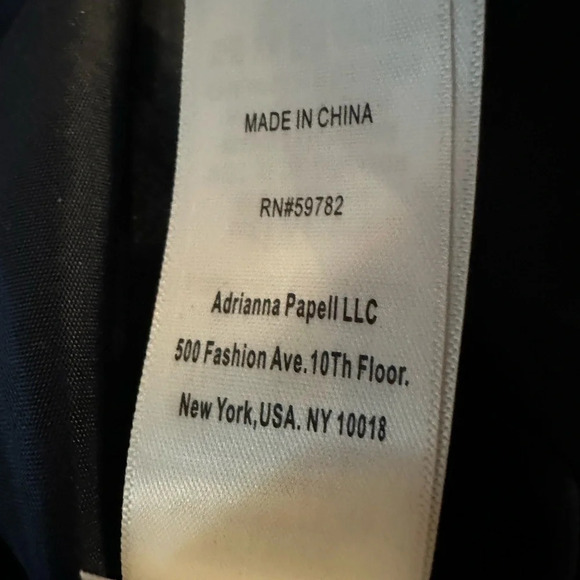 MADE IN CHINA
RN#59782
Adrianna Papell LLC
500 Fashion Ave.10Th Floor.
New York,USA. NY 10018